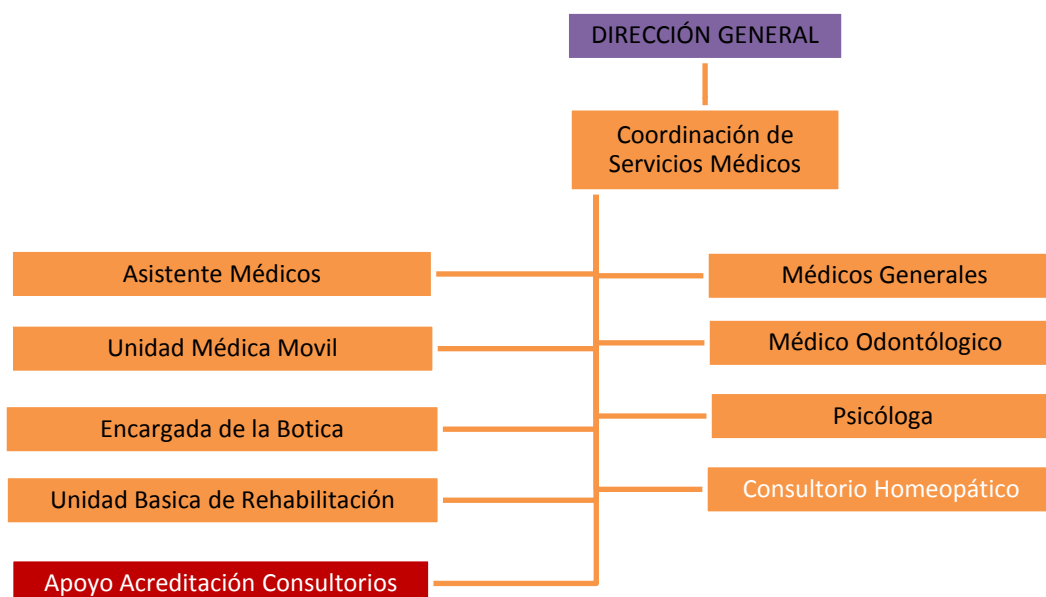 DIRECCIÓN GENERAL
Coordinación de
Servicios Médicos
Asistente Médicos
Médicos Generales
Unidad Médica Movil
Médico Odontólogico
Encargada de la Botica
Psicóloga
Unidad Basica de Rehabilitación
Consultorio Homeopático
Apoyo Acreditación Consultorios